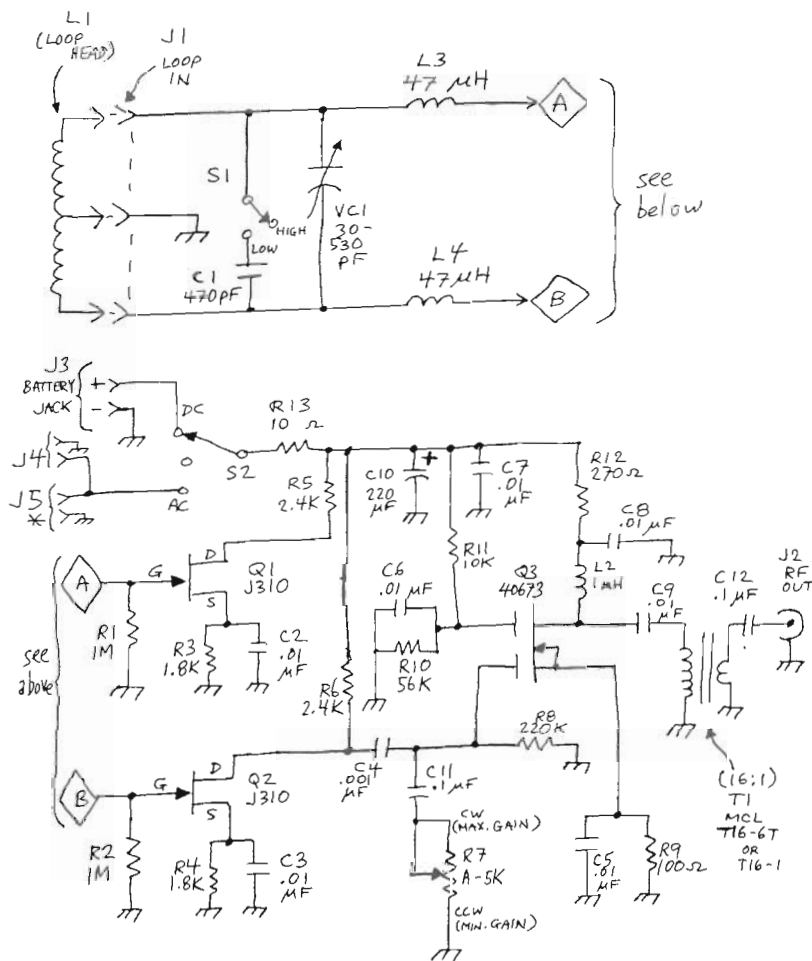 L1
(LOOP
HEAD)
J1
LOOP
IN
L3
47 µH
A
S1
HIGH
LOW
C1
470pF
VC1
30-
530
pF
see
below
L4
47µH
B
J3
BATTERY
JACK
+
-
DC
J4
J5
*
AC
S2
R13
10 Ω
R5
2.4K
C10
220
µF
+
C7
.01
µF
R12
270Ω
C8
.01µF
A
G
D
S
Q1
J310
R1
1M
R3
1.8K
C2
.01
µF
see
above
C6
.01 µF
R10
56K
R11
10K
Q3
40673
L2
1mH
C9
.01
µF
C12
.1µF
J2
RF
OUT
R6
2.4K
R8
220K
C4
.001
µF
C11
.1µF
B
G
D
S
Q2
J310
R2
1M
R4
1.8K
C3
.01
µF
CW
(MAX. GAIN)
R7
A-5K
CCW
(MIN. GAIN)
C5
.01
µF
R9
100Ω
(16:1)
T1
MCL
T16-6T
OR
T16-1